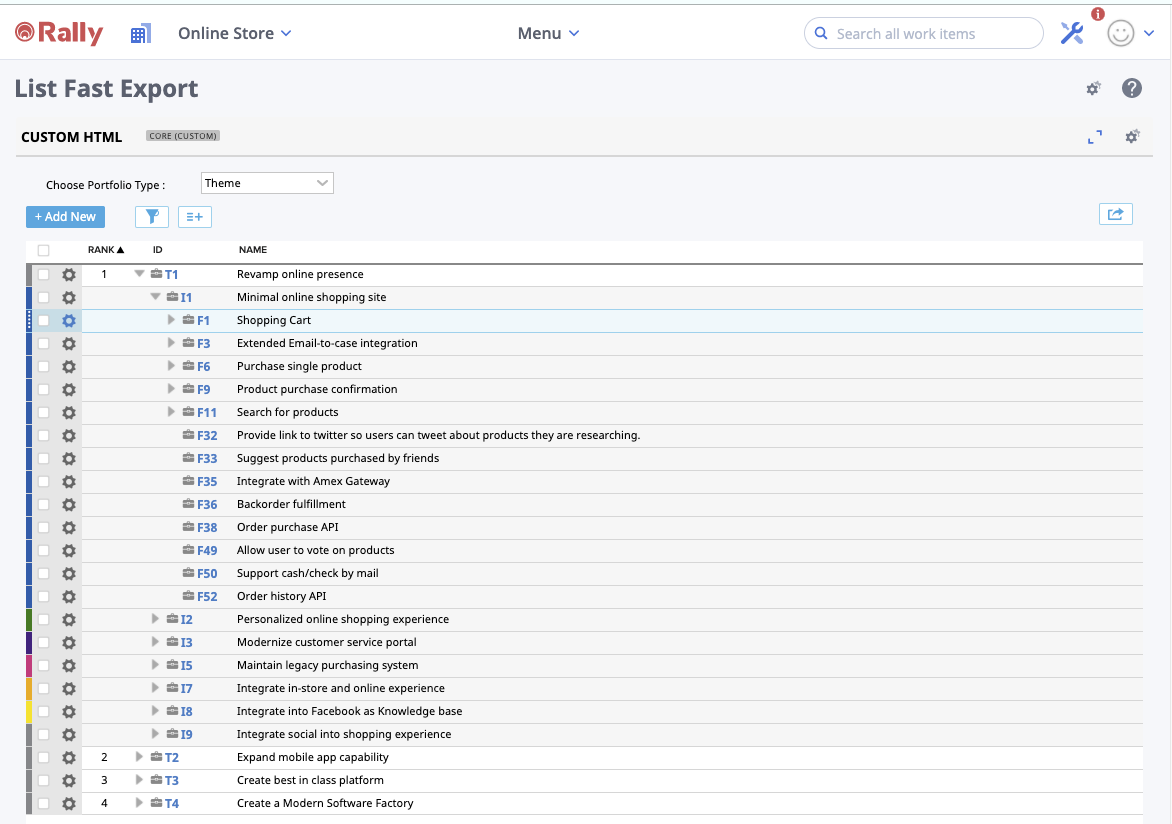 Rally
Online Store
Menu
Search all work items
i
List Fast Export
?
CUSTOM HTML CORE (CUSTOM)
Choose Portfolio Type : Theme
+ Add New
RANK ID NAME
1 T1 Revamp online presence
I1 Minimal online shopping site
F1 Shopping Cart
F3 Extended Email-to-case integration
F6 Purchase single product
F9 Product purchase confirmation
F11 Search for products
F32 Provide link to twitter so users can tweet about products they are researching.
F33 Suggest products purchased by friends
F35 Integrate with Amex Gateway
F36 Backorder fulfillment
F38 Order purchase API
F49 Allow user to vote on products
F50 Support cash/check by mail
F52 Order history API
I2 Personalized online shopping experience
I3 Modernize customer service portal
I5 Maintain legacy purchasing system
I7 Integrate in-store and online experience
I8 Integrate into Facebook as Knowledge base
I9 Integrate social into shopping experience
2 T2 Expand mobile app capability
3 T3 Create best in class platform
4 T4 Create a Modern Software Factory